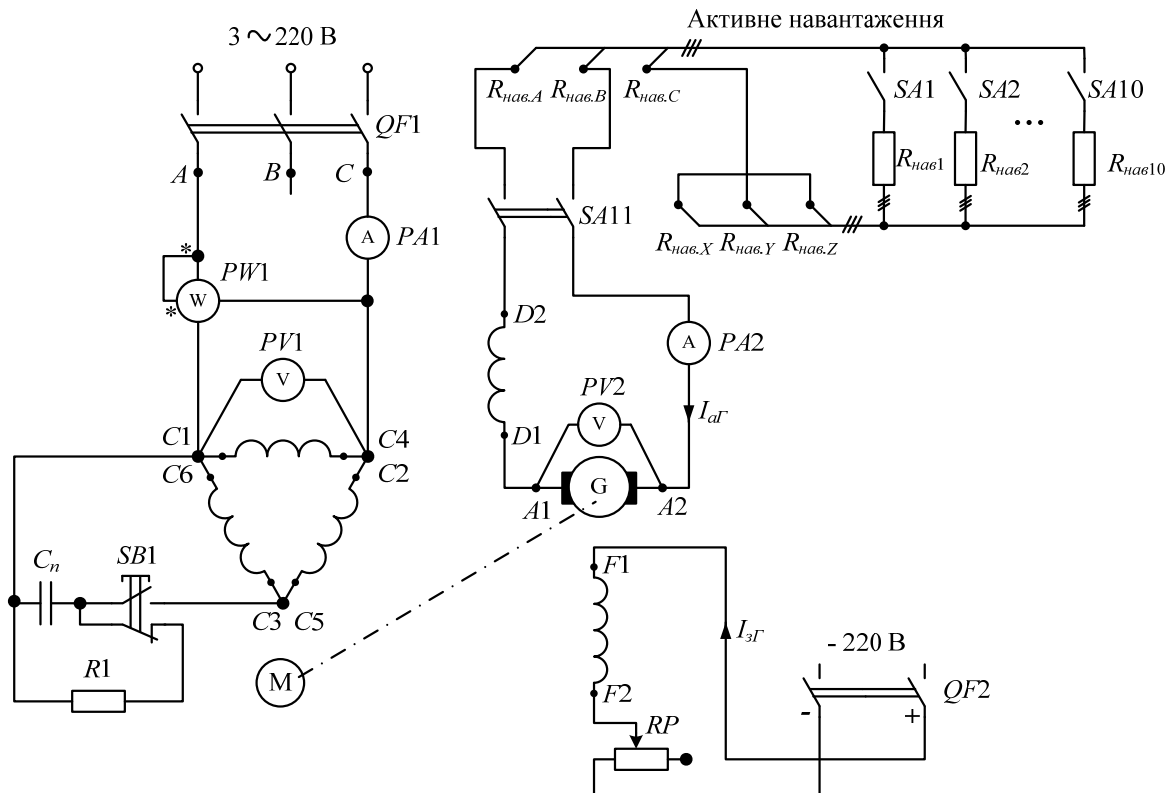 Активне навантаження
3 ~ 220 В
Rнав.A Rнав.B Rнав.C
SA1 SA2 SA10
QF1
...
A B C
Rнав1 Rнав2 Rнав10
SA11
A PA1
Rнав.X Rнав.Y Rнав.Z
* PW1
* W
D2
A PA2
PV1
V
PV2
V
IаГ
D1
C1 C4
C6 C2
G
A1 A2
Cп SB1
F1
C3 C5
IзГ
- 220 В
R1
M
F2
QF2
- +
RP